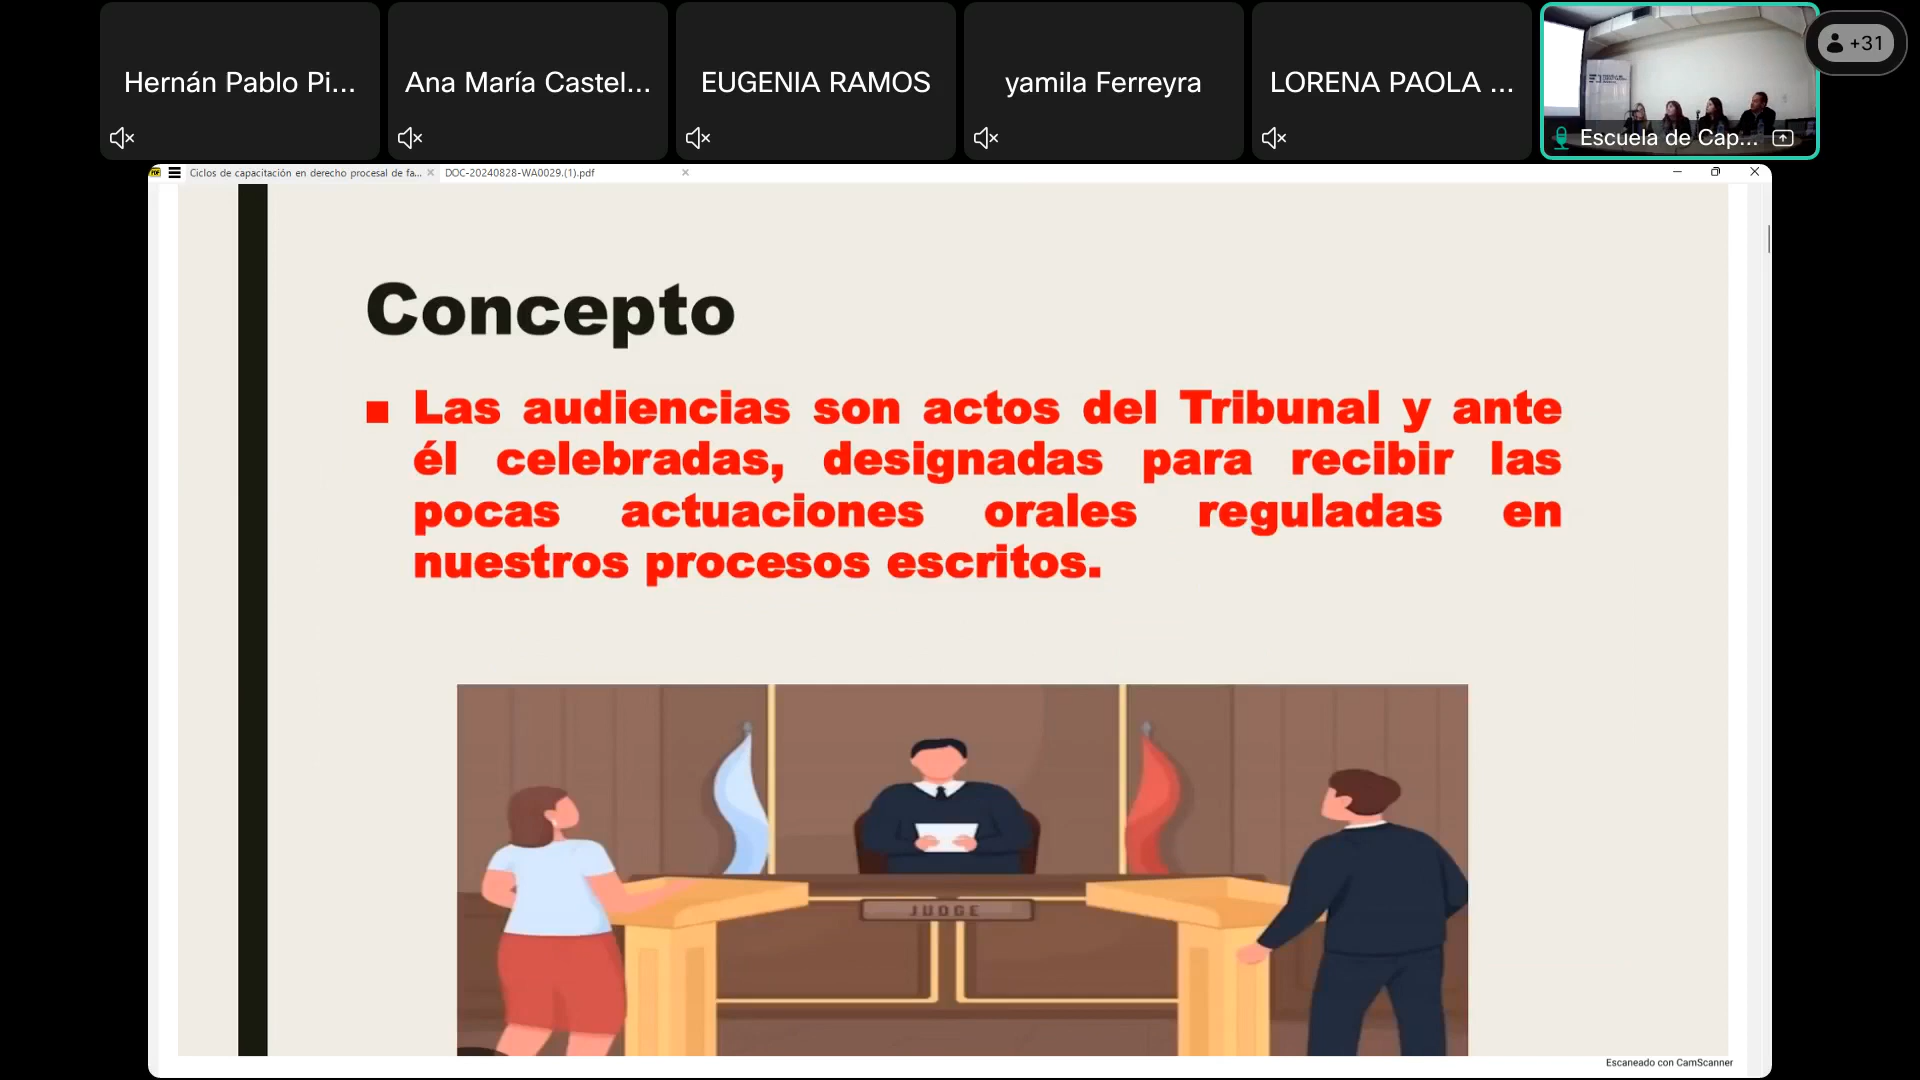 Hernán Pablo Pi...
Ana María Castel...
EUGENIA RAMOS
yamila Ferreyra
LORENA PAOLA ...
Escuela de Cap...
+31
Ciclos de capacitación en derecho procesal de fa...
DOC-20240828-WA0029.(1).pdf
Concepto
Las audiencias son actos del Tribunal y ante
él celebradas, designadas para recibir las
pocas actuaciones orales reguladas en
nuestros procesos escritos.
JUDGE
Escaneado con CamScanner